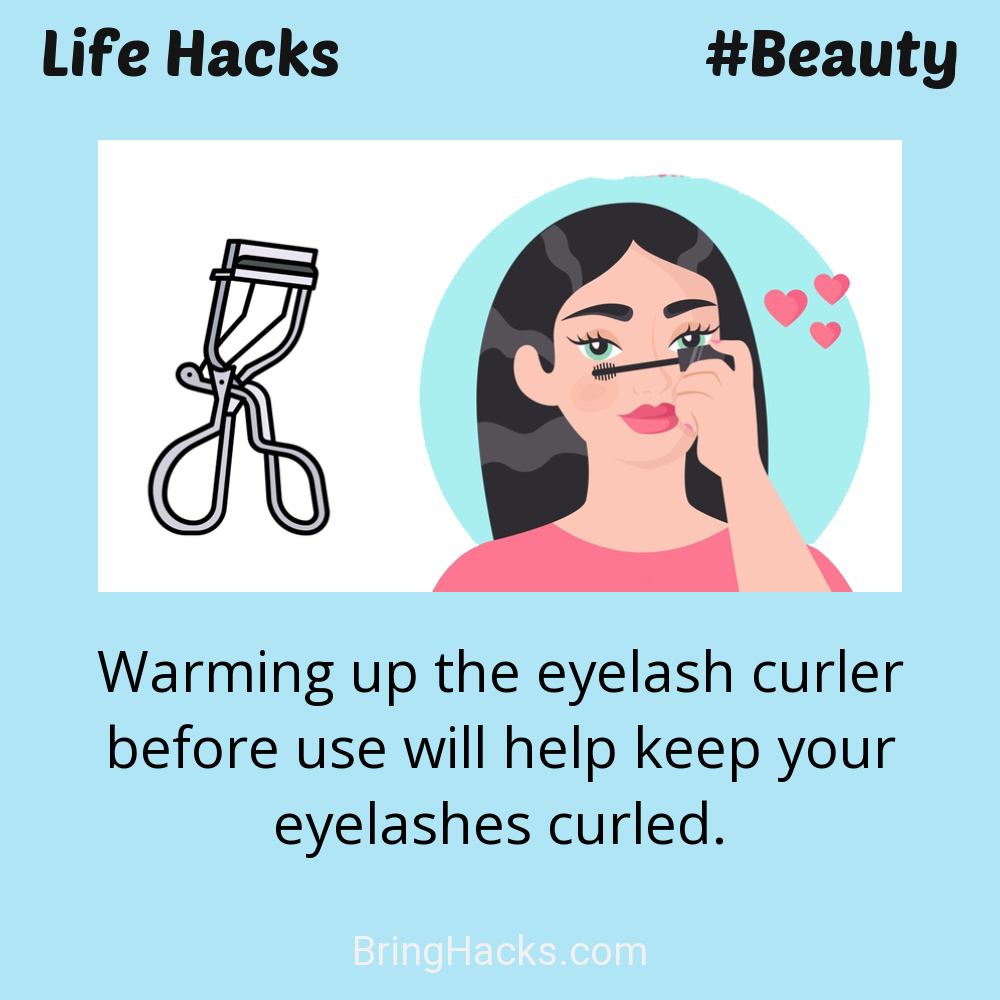 Life Hacks
#Beauty
Warming up the eyelash curler
before use will help keep your
eyelashes curled.
BringHacks.com